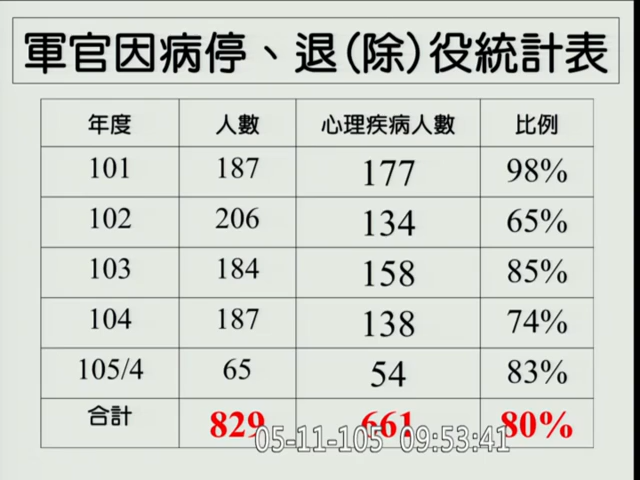 軍官因病停、退(除)役統計表
年度 人數 心理疾病人數 比例
101 187 177 98%
102 206 134 65%
103 184 158 85%
104 187 138 74%
105/4 65 54 83%
合計 829 661 80%
05-11-105 09:53:41